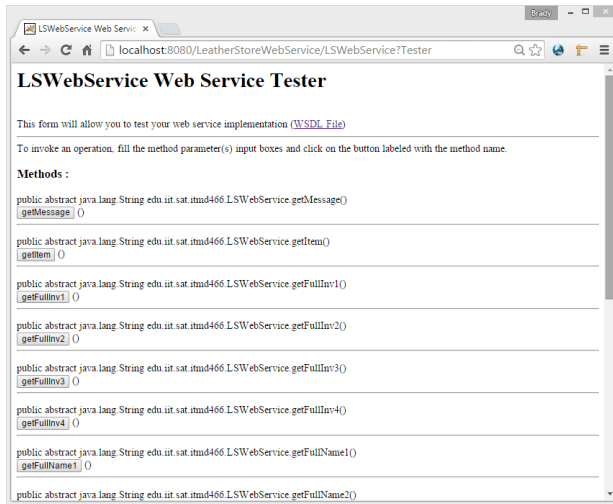 Brady
LSWebService Web Servic
localhost:8080/LeatherStoreWebService/LSWebService?Tester
LSWebService Web Service Tester
This form will allow you to test your web service implementation (WSDL File)
To invoke an operation, fill the method parameter(s) input boxes and click on the button labeled with the method name.
Methods :
public abstract java.lang.String edu.iit.sat.itmd466.LSWebService.getMessage()
getMessage ()
public abstract java.lang.String edu.iit.sat.itmd466.LSWebService.getItem()
getItem ()
public abstract java.lang.String edu.iit.sat.itmd466.LSWebService.getFullInv1()
getFullInv1 ()
public abstract java.lang.String edu.iit.sat.itmd466.LSWebService.getFullInv2()
getFullInv2 ()
public abstract java.lang.String edu.iit.sat.itmd466.LSWebService.getFullInv3()
getFullInv3 ()
public abstract java.lang.String edu.iit.sat.itmd466.LSWebService.getFullInv4()
getFullInv4 ()
public abstract java.lang.String edu.iit.sat.itmd466.LSWebService.getFullName1()
getFullName1 ()
public abstract java.lang.String edu.iit.sat.itmd466.LSWebService.getFullName2()